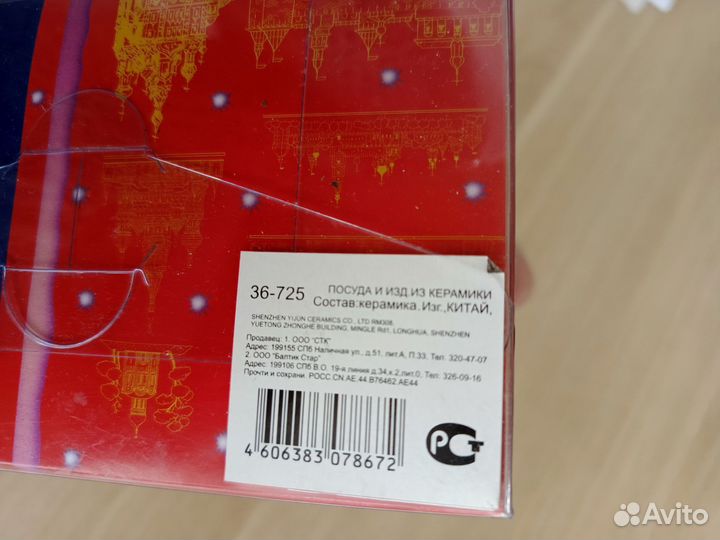 36-725
ПОСУДА И ИЗД.ИЗ КЕРАМИКИ
Состав:керамика.Изг.,КИТАЙ,
SHENZHEN YIJUN CERAMICS CO., LTD RM308,
YUETONG ZHONGHE BUILDING, MINGLE Rd1, LONGHUA, SHENZHEN
Продавец: 1. ООО "СТК"
Адрес: 199155 СПб Наличная ул., д.51, лит.А, П.33, Тел: 320-47-07
2. ООО "Балтик Стар"
Адрес: 199106 СПб В.О. 19-я линия д.34,к.2,лит.0, Тел: 326-09-16
Прочти и сохрани. РОСС.CN.AE.44.B76462.AE44
4 606383 078672
РСТ
Avito